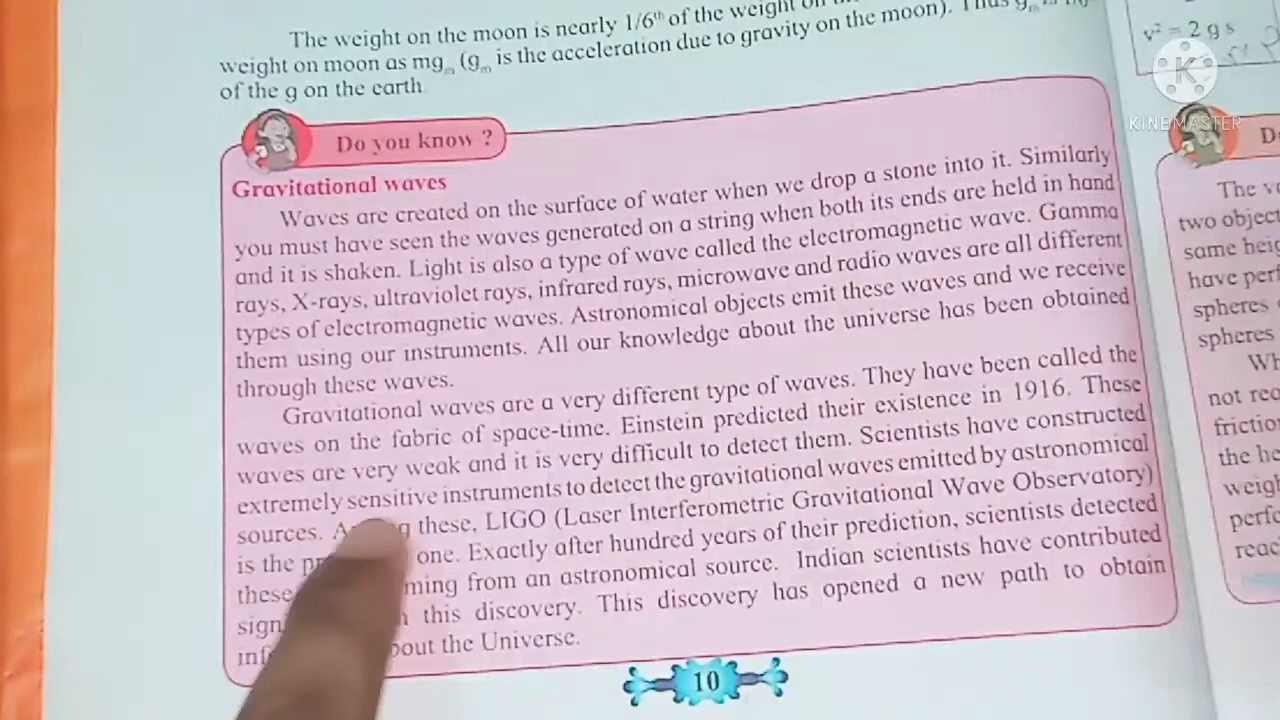 The weight on the moon is nearly 1/6th of the weight on
weight on moon as mgm (gm is the acceleration due to gravity on the moon). Thus gm is
of the g on the earth
v² = 2 g s
KINEMASTER
Do you know ?
Gravitational waves
Waves are created on the surface of water when we drop a stone into it. Similarly
you must have seen the waves generated on a string when both its ends are held in hand
and it is shaken. Light is also a type of wave called the electromagnetic wave. Gamma
rays, X-rays, ultraviolet rays, infrared rays, microwave and radio waves are all different
types of electromagnetic waves. Astronomical objects emit these waves and we receive
them using our instruments. All our knowledge about the universe has been obtained
through these waves.
Gravitational waves are a very different type of waves. They have been called the
waves on the fabric of space-time. Einstein predicted their existence in 1916. These
waves are very weak and it is very difficult to detect them. Scientists have constructed
extremely sensitive instruments to detect the gravitational waves emitted by astronomical
sources. these, LIGO (Laser Interferometric Gravitational Wave Observatory)
is the one. Exactly after hundred years of their prediction, scientists detected
these from an astronomical source. Indian scientists have contributed
this discovery. This discovery has opened a new path to obtain
the Universe.
10
The
two
same
have
spheres
spheres
not
the